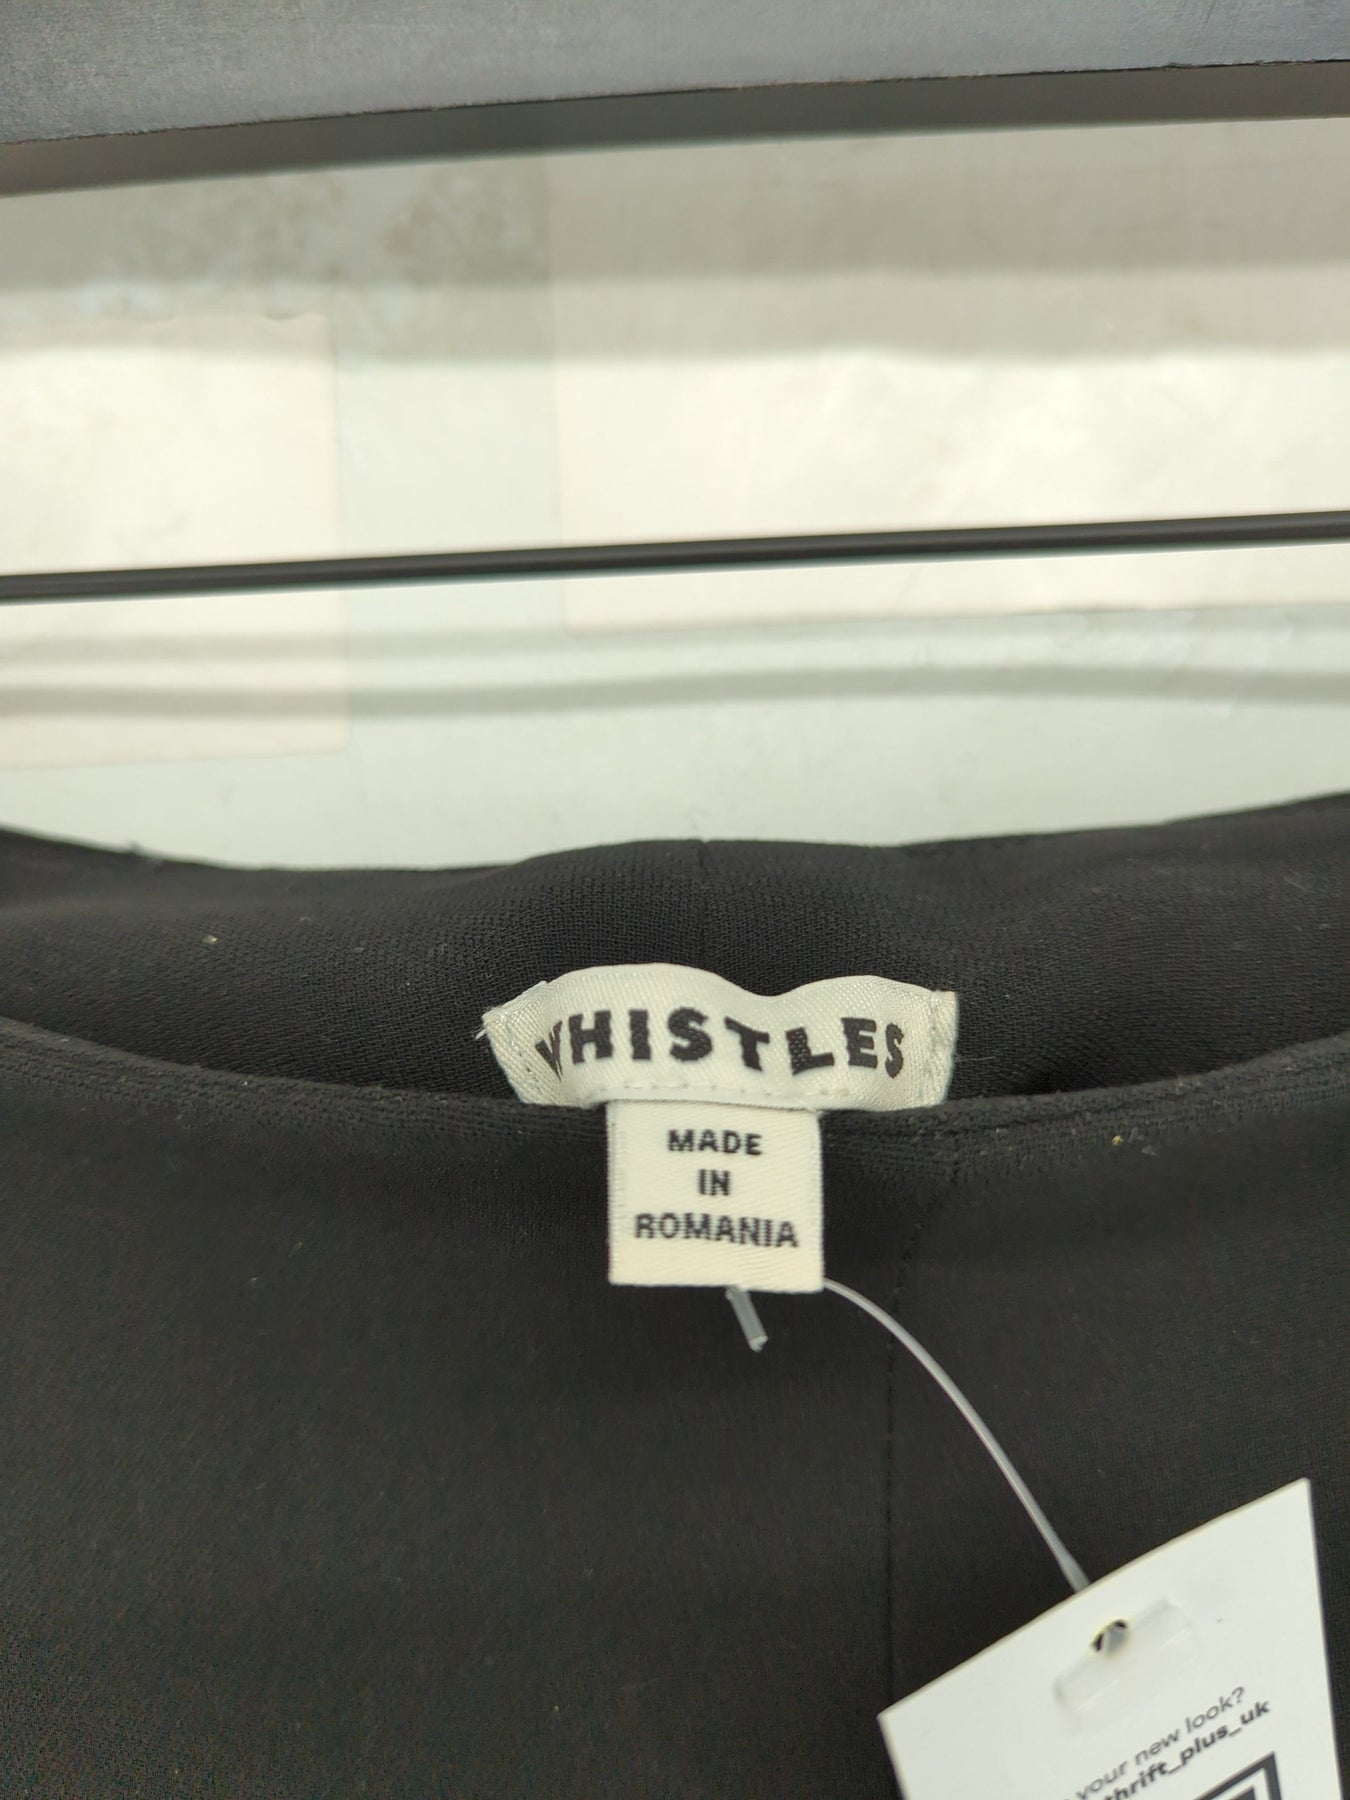 WHISTLES
MADE
IN
ROMANIA
your new look?
thrift_plus_uk